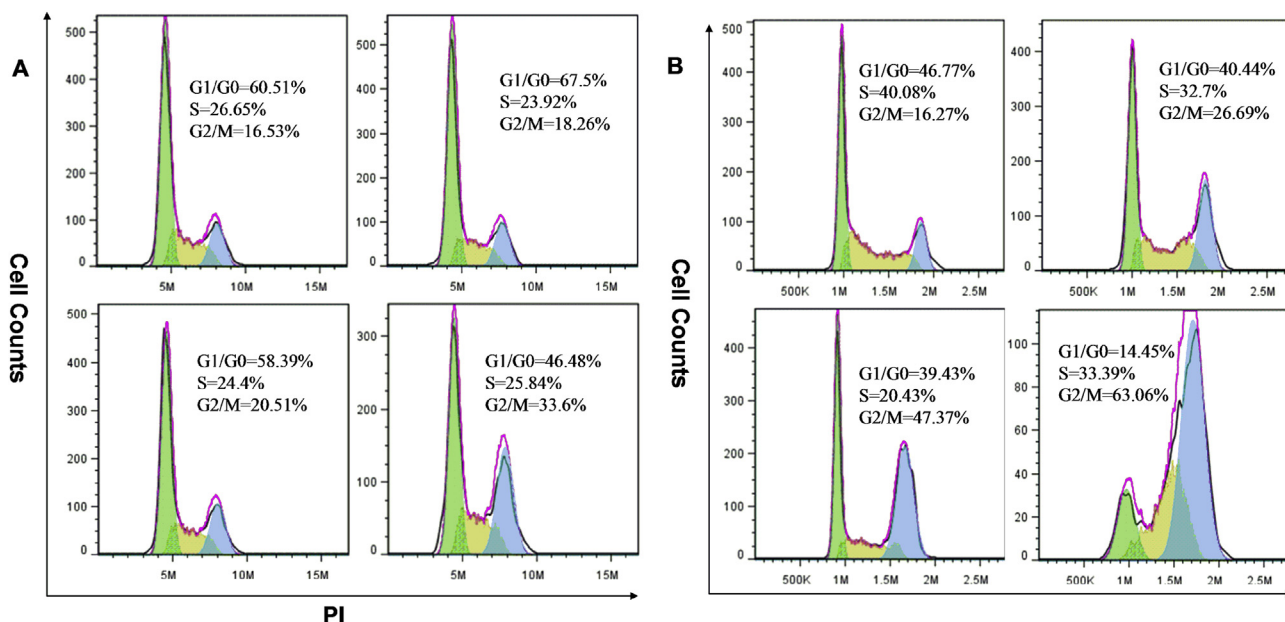 A
Cell Counts
500
400
300
200
100
0
G1/G0=60.51%
S=26.65%
G2/M=16.53%
5M 10M 15M
500
400
300
200
100
0
G1/G0=67.5%
S=23.92%
G2/M=18.26%
5M 10M 15M
500
400
300
200
100
0
G1/G0=58.39%
S=24.4%
G2/M=20.51%
5M 10M 15M
300
200
100
0
G1/G0=46.48%
S=25.84%
G2/M=33.6%
5M 10M 15M
PI
B
Cell Counts
500
400
300
200
100
0
G1/G0=46.77%
S=40.08%
G2/M=16.27%
500K 1M 1.5M 2M 2.5M
400
300
200
100
0
G1/G0=40.44%
S=32.7%
G2/M=26.69%
500K 1M 1.5M 2M 2.5M
400
300
200
100
0
G1/G0=39.43%
S=20.43%
G2/M=47.37%
500K 1M 1.5M 2M 2.5M
100
80
60
40
20
0
G1/G0=14.45%
S=33.39%
G2/M=63.06%
500K 1M 1.5M 2M 2.5M